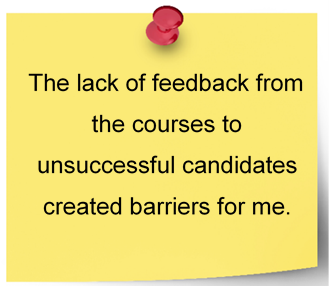 The lack of feedback from
the courses to
unsuccessful candidates
created barriers for me.